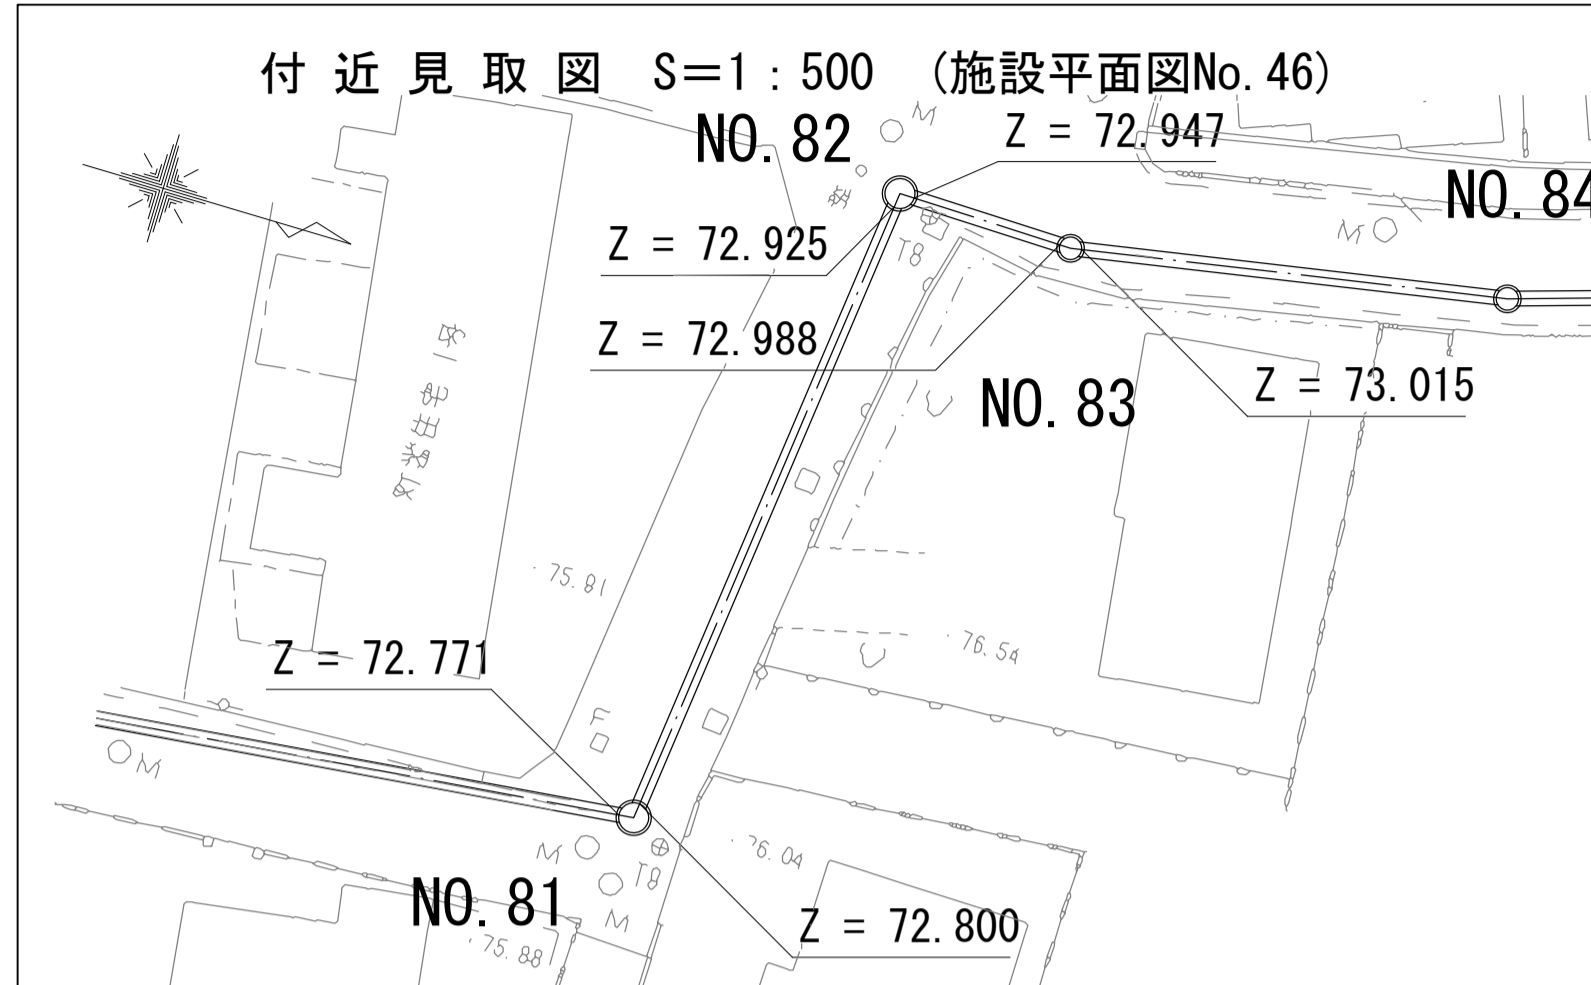 付近見取図 S=1:500 (施設平面図No.46)
NO.82
M
Z = 72.947
NO.84
M
Z = 72.925
T8
Z = 72.988
Z = 73.015
NO.83
75.81
76.54
Z = 72.771
F
M
M
T8
76.04
NO.81
M
Z = 72.800
75.88